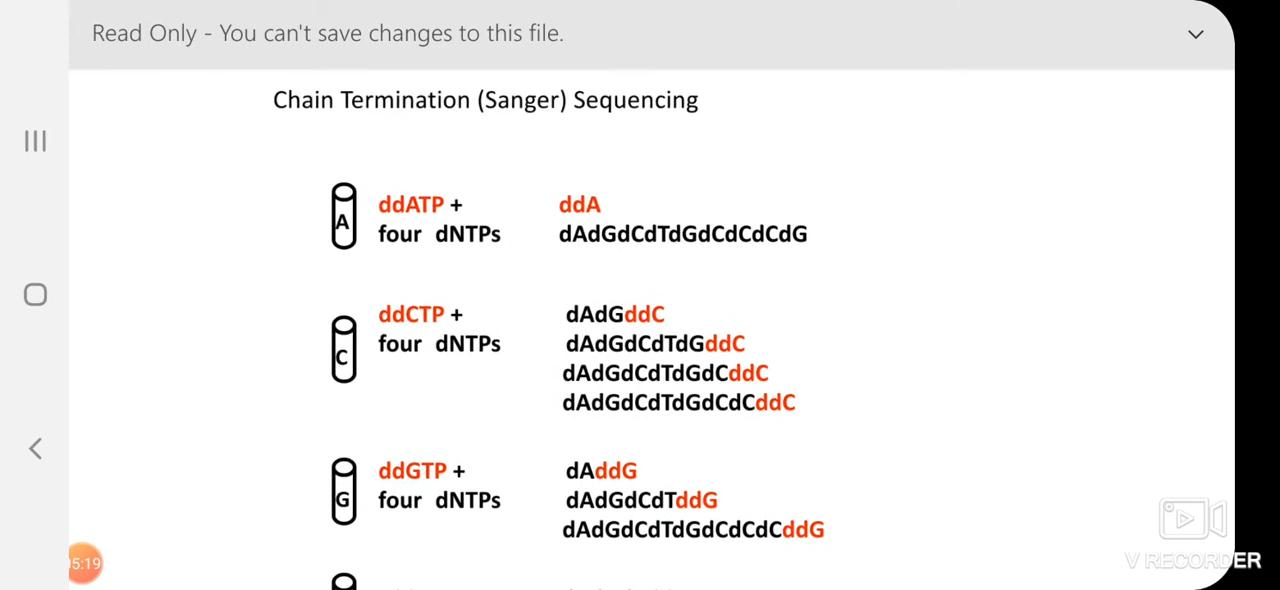 Read Only - You can't save changes to this file.
Chain Termination (Sanger) Sequencing
A
ddATP +
four dNTPs
ddA
dAdGdCdTdGdCdCdCdG
C
ddCTP +
four dNTPs
dAdGddC
dAdGdCdTdGddC
dAdGdCdTdGdCddC
dAdGdCdTdGdCdCddC
G
ddGTP +
four dNTPs
dAddG
dAdGdCdTddG
dAdGdCdTdGdCdCdCddG
05:19
V RECORDER